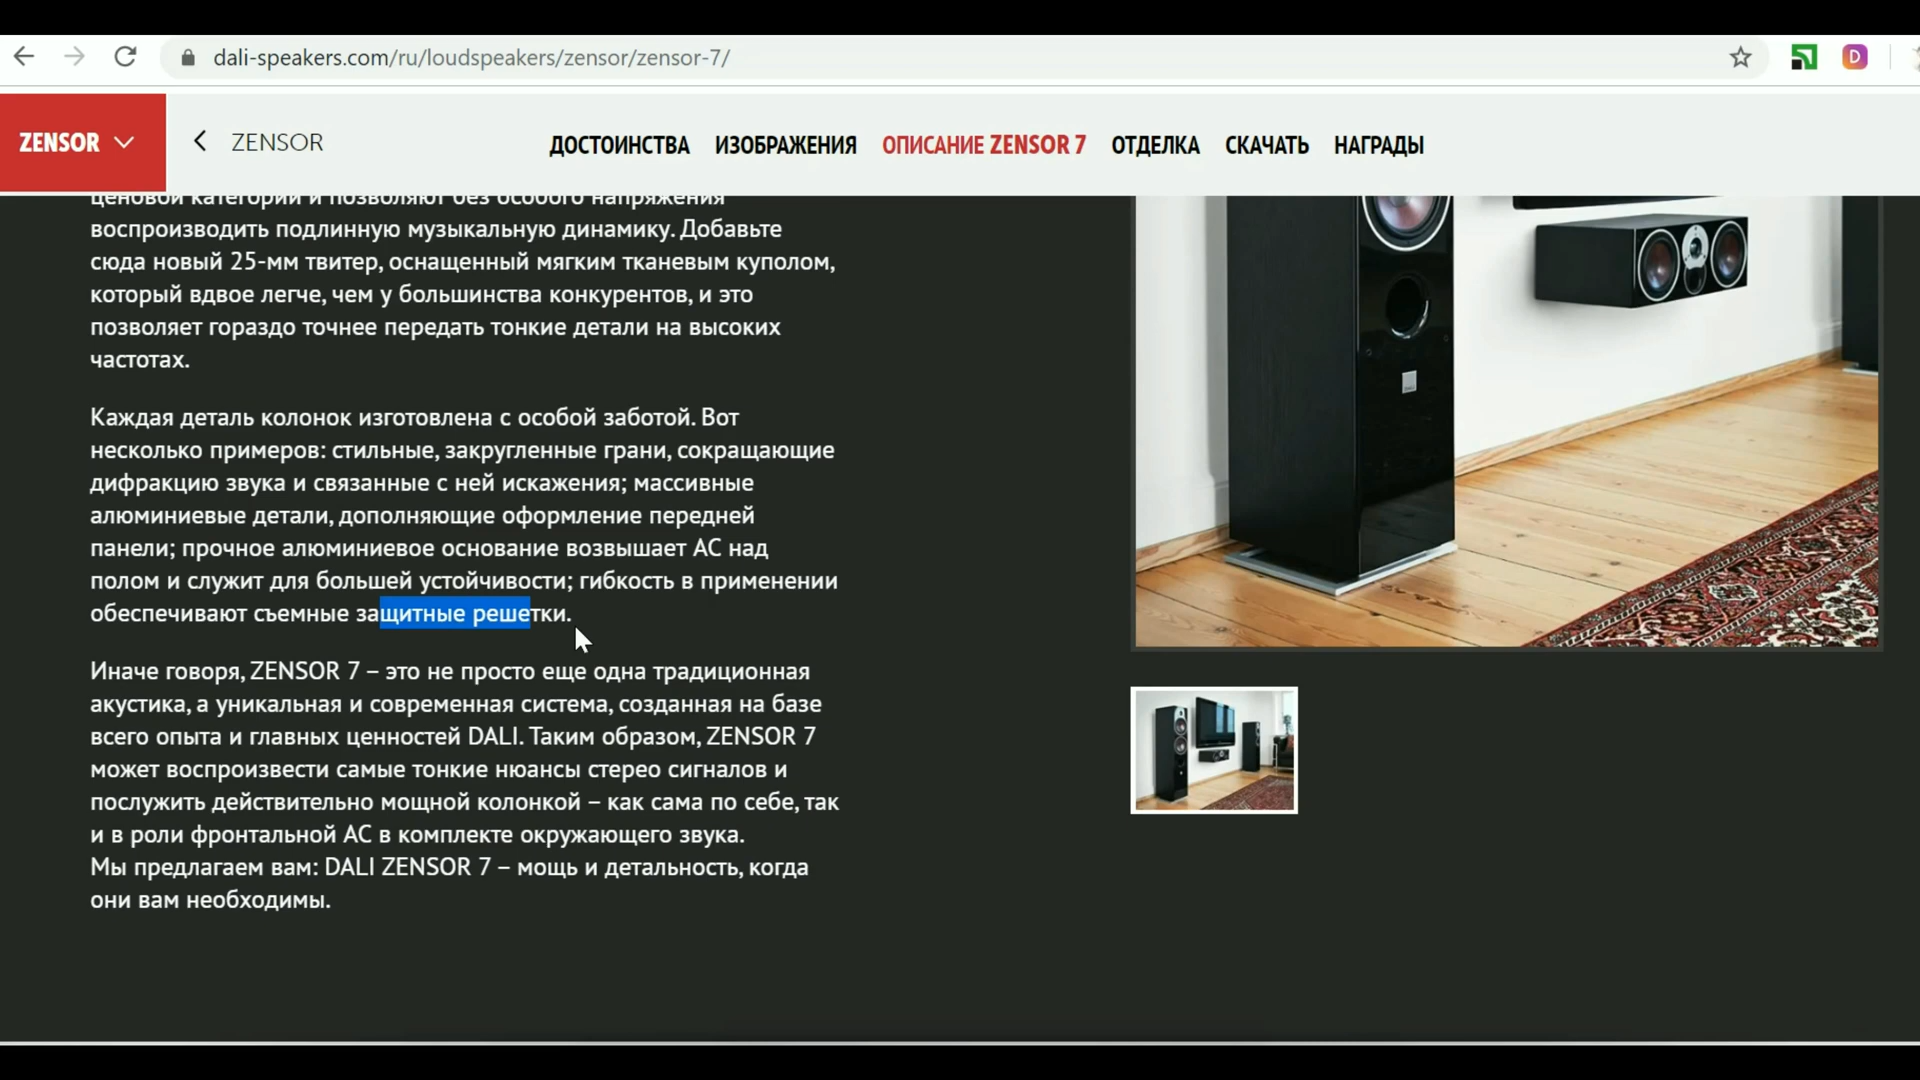 dali-speakers.com/ru/loudspeakers/zensor/zensor-7/
D
ZENSOR
ZENSOR
ДОСТОИНСТВА ИЗОБРАЖЕНИЯ ОПИСАНИЕ ZENSOR 7 ОТДЕЛКА СКАЧАТЬ НАГРАДЫ
ценовой категории и позволяют без особого напряжения
воспроизводить подлинную музыкальную динамику. Добавьте
сюда новый 25-мм твитер, оснащенный мягким тканевым куполом,
который вдвое легче, чем у большинства конкурентов, и это
позволяет гораздо точнее передать тонкие детали на высоких
частотах.
Каждая деталь колонок изготовлена с особой заботой. Вот
несколько примеров: стильные, закругленные грани, сокращающие
дифракцию звука и связанные с ней искажения; массивные
алюминиевые детали, дополняющие оформление передней
панели; прочное алюминиевое основание возвышает АС над
полом и служит для большей устойчивости; гибкость в применении
обеспечивают съемные защитные решетки.
Иначе говоря, ZENSOR 7 – это не просто еще одна традиционная
акустика, а уникальная и современная система, созданная на базе
всего опыта и главных ценностей DALI. Таким образом, ZENSOR 7
может воспроизвести самые тонкие нюансы стерео сигналов и
послужить действительно мощной колонкой – как сама по себе, так
и в роли фронтальной АС в комплекте окружающего звука.
Мы предлагаем вам: DALI ZENSOR 7 – мощь и детальность, когда
они вам необходимы.